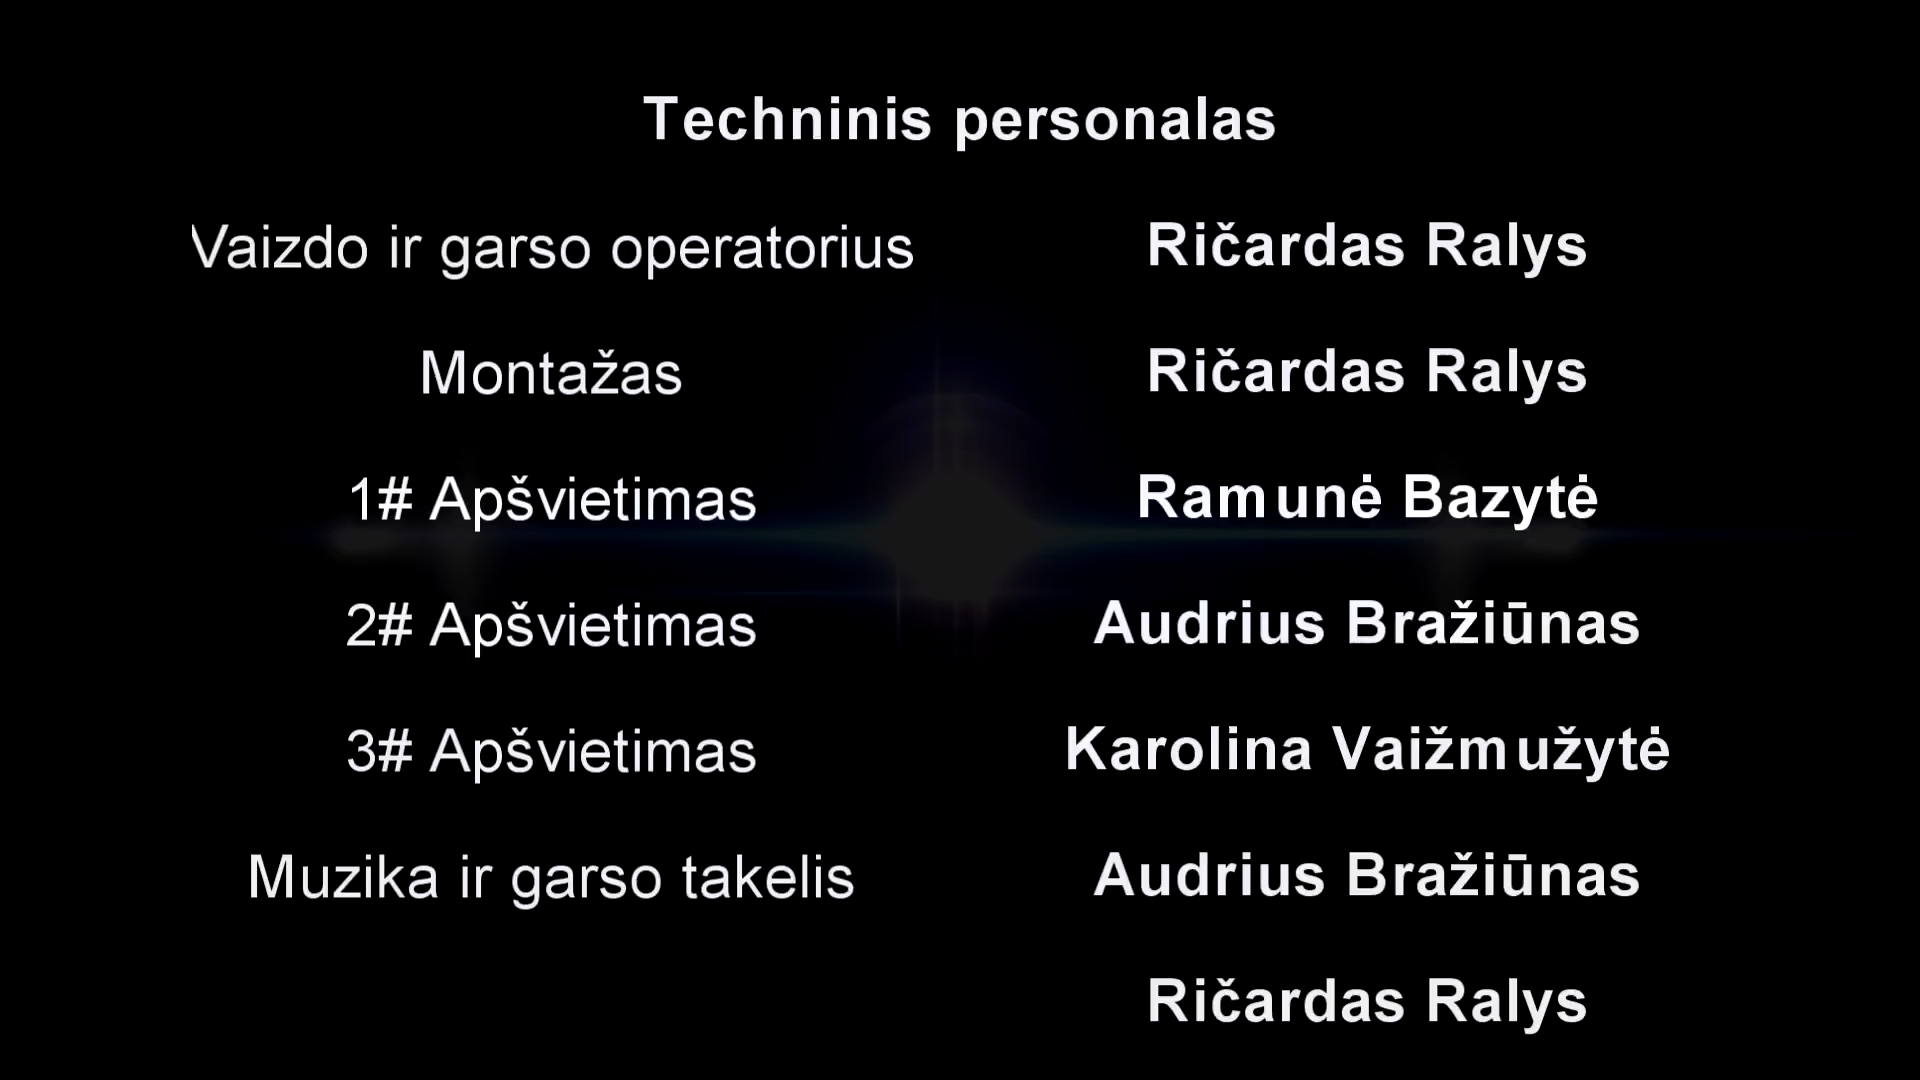 Techninis personalas
Vaizdo ir garso operatorius Ričardas Ralys
Montažas Ričardas Ralys
1# Apšvietimas Ramunė Bazytė
2# Apšvietimas Audrius Bražiūnas
3# Apšvietimas Karolina Vaižmužytė
Muzika ir garso takelis Audrius Bražiūnas
Ričardas Ralys